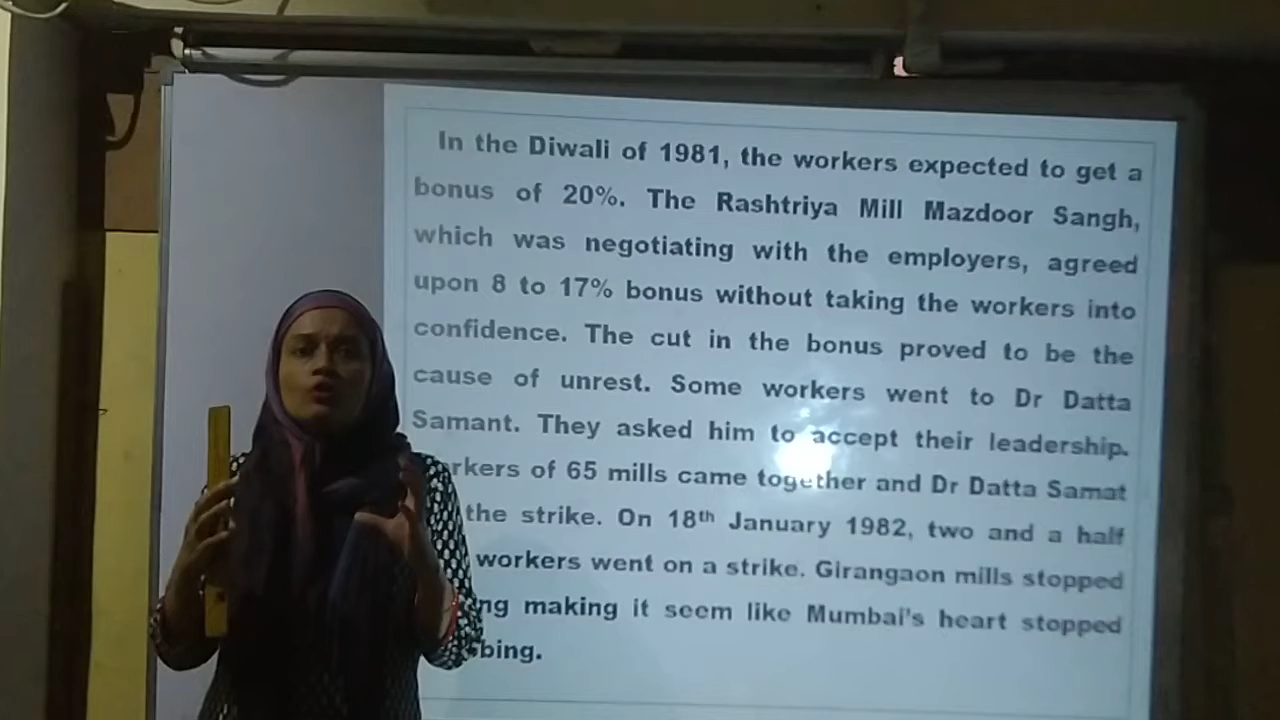 In the Diwali of 1981, the workers expected to get a
bonus of 20%. The Rashtriya Mill Mazdoor Sangh,
which was negotiating with the employers, agreed
upon 8 to 17% bonus without taking the workers into
confidence. The cut in the bonus proved to be the
cause of unrest. Some workers went to Dr Datta
Samant. They asked him to accept their leadership.
rkers of 65 mills came together and Dr Datta Samat
the strike. On 18th January 1982, two and a half
workers went on a strike. Girangaon mills stopped
ng making it seem like Mumbai's heart stopped
bing.